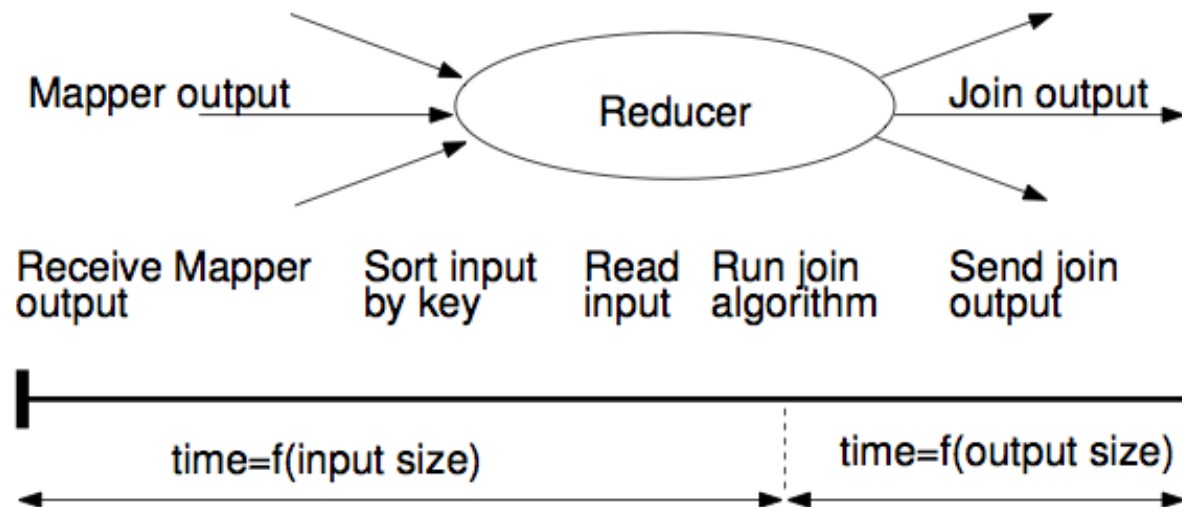 Mapper output
Reducer
Join output
Receive Mapper
output
Sort input
by key
Read
input
Run join
algorithm
Send join
output
time=f(input size)
time=f(output size)